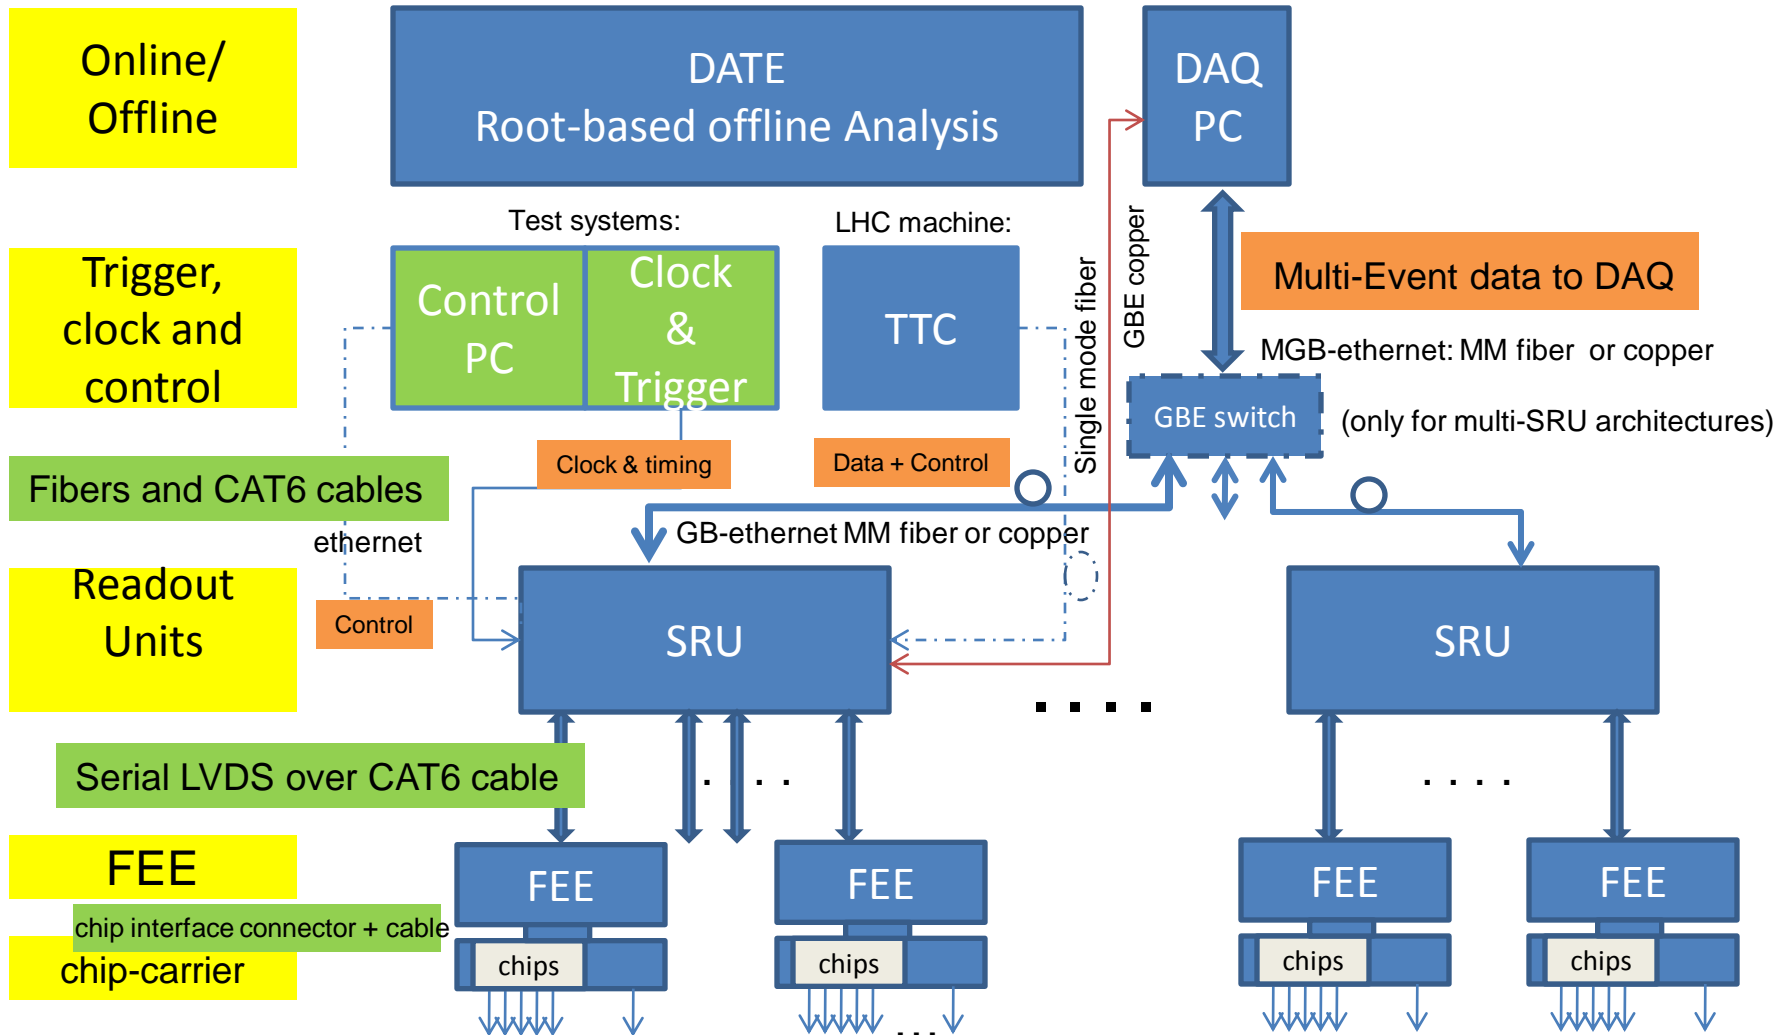 Online/
Offline
DATE
Root-based offline Analysis
DAQ
PC
Test systems:
LHC machine:
GBE copper
Single mode fiber
Trigger,
clock and
control
Control
PC
Clock
&
Trigger
TTC
Multi-Event data to DAQ
MGB-ethernet: MM fiber or copper
GBE switch
(only for multi-SRU architectures)
Clock & timing
Data + Control
Fibers and CAT6 cables
ethernet
GB-ethernet MM fiber or copper
Readout
Units
Control
SRU
SRU
. . . .
Serial LVDS over CAT6 cable
. . . .
. . . .
FEE
FEE
FEE
FEE
FEE
chip interface connector + cable
chip-carrier
chips
chips
chips
chips
...